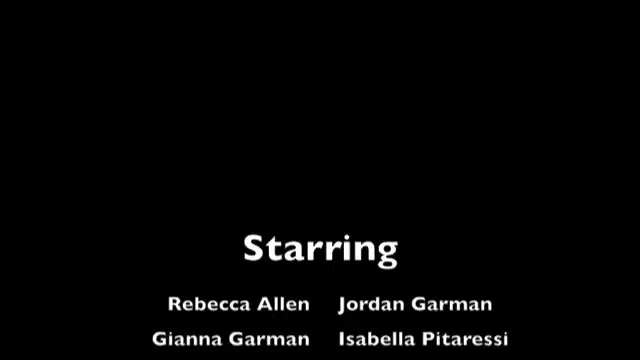 Starring
Rebecca Allen Jordan Garman
Gianna Garman Isabella Pitaressi